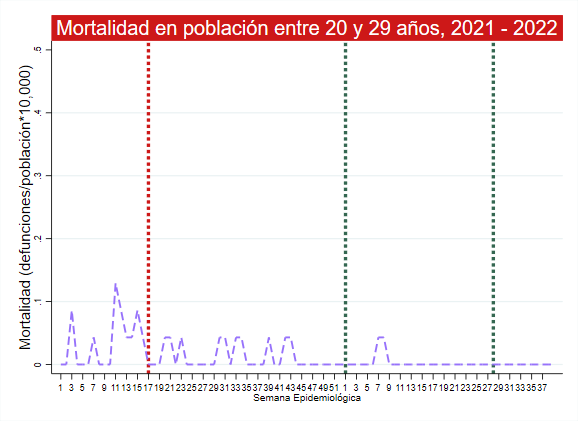 Mortalidad en población entre 20 y 29 años, 2021 - 2022
Mortalidad (defunciones/población*10,000)
.6
.4
.3
.2
.1
0
1 3 5 7 9 11 13 15 17 19 21 23 25 27 29 31 33 35 37 39 41 43 45 47 49 51 1 3 5 7 9 11 13 15 17 19 21 23 25 27 29 31 33 35 37
Semana Epidemiológica